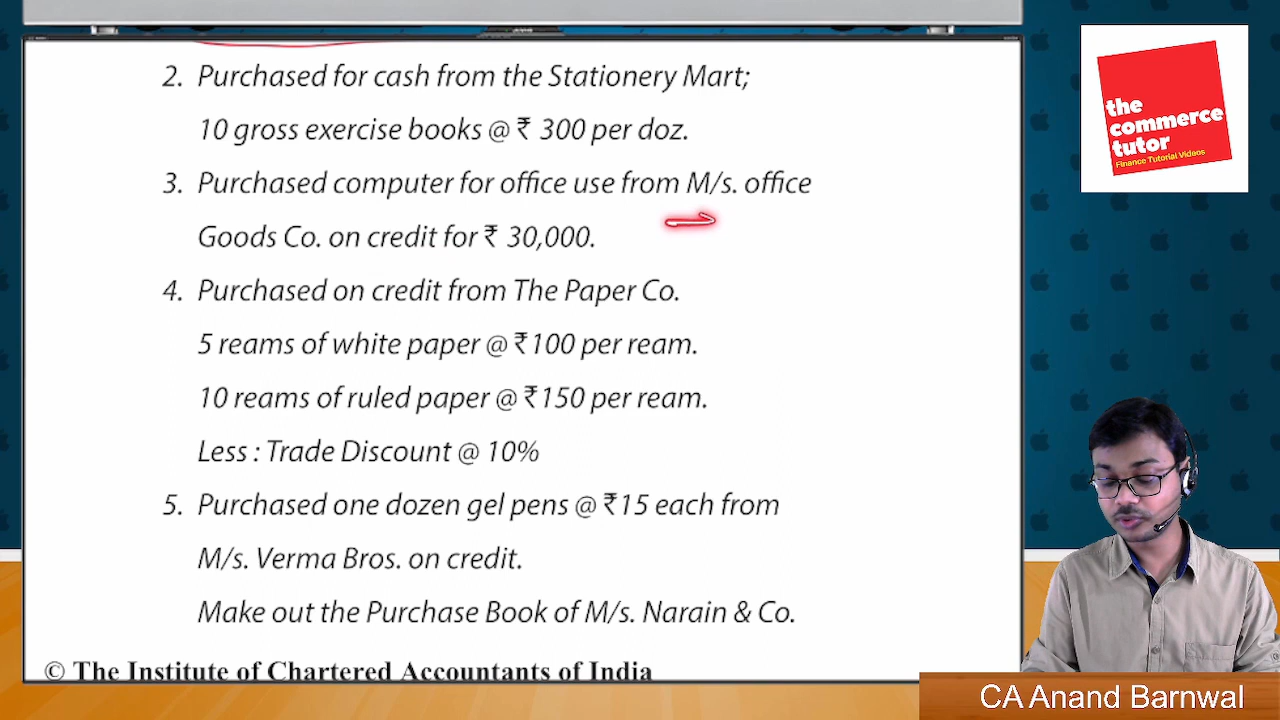 2. Purchased for cash from the Stationery Mart;
10 gross exercise books @ ₹ 300 per doz.
3. Purchased computer for office use from M/s. office
Goods Co. on credit for ₹ 30,000.
4. Purchased on credit from The Paper Co.
5 reams of white paper @ ₹100 per ream.
10 reams of ruled paper @ ₹150 per ream.
Less : Trade Discount @ 10%
5. Purchased one dozen gel pens @ ₹15 each from
M/s. Verma Bros. on credit.
Make out the Purchase Book of M/s. Narain & Co.
© The Institute of Chartered Accountants of India
the
commerce
tutor
Finance Tutorial Videos
CA Anand Barnwal